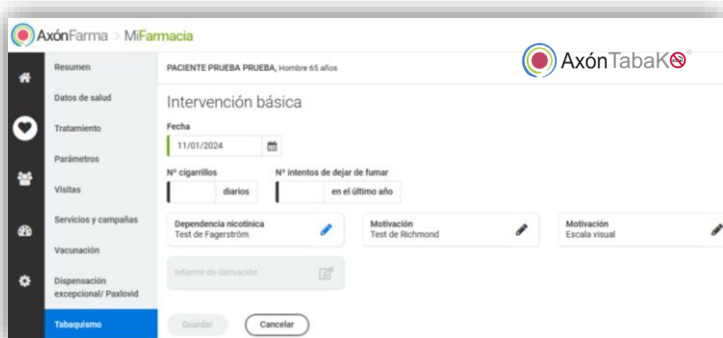 AxónFarma > MiFarmacia
AxónTabaK
Resumen
Datos de salud
Tratamiento
Parámetros
Visitas
Servicios y campañas
Vacunación
Dispensación
excepcional/ Paxlovid
Tabaquismo
PACIENTE PRUEBA PRUEBA, Hombre 65 años
Intervención básica
Fecha
11/01/2024
Nº cigarrillos
Nº intentos de dejar de fumar
diarios
en el último año
Dependencia nicotínica
Test de Fagerström
Motivación
Test de Richmond
Motivación
Escala visual
Informe de derivación
Guardar
Cancelar